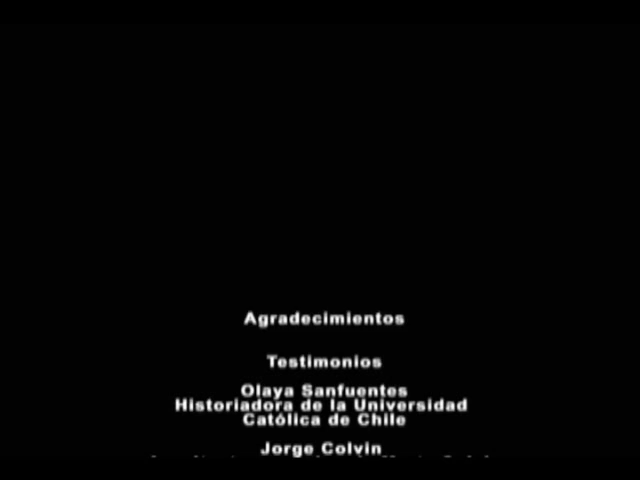 Agradecimientos
Testimonios
Olaya Sanfuentes
Historiadora de la Universidad
Católica de Chile
Jorge Colvin